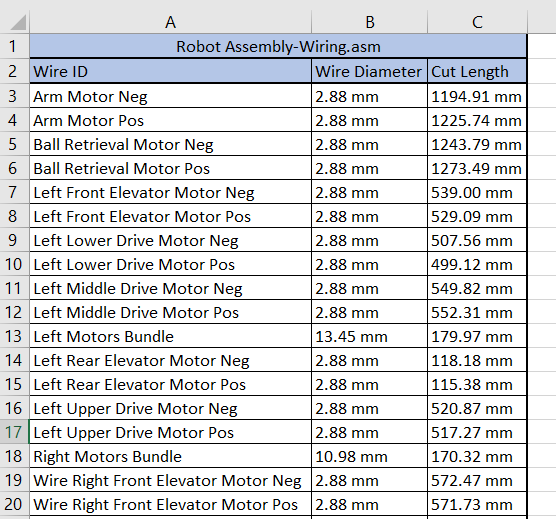 A B C
1 Robot Assembly-Wiring.asm
2 Wire ID Wire Diameter Cut Length
3 Arm Motor Neg 2.88 mm 1194.91 mm
4 Arm Motor Pos 2.88 mm 1225.74 mm
5 Ball Retrieval Motor Neg 2.88 mm 1243.79 mm
6 Ball Retrieval Motor Pos 2.88 mm 1273.49 mm
7 Left Front Elevator Motor Neg 2.88 mm 539.00 mm
8 Left Front Elevator Motor Pos 2.88 mm 529.09 mm
9 Left Lower Drive Motor Neg 2.88 mm 507.56 mm
10 Left Lower Drive Motor Pos 2.88 mm 499.12 mm
11 Left Middle Drive Motor Neg 2.88 mm 549.82 mm
12 Left Middle Drive Motor Pos 2.88 mm 552.31 mm
13 Left Motors Bundle 13.45 mm 179.97 mm
14 Left Rear Elevator Motor Neg 2.88 mm 118.18 mm
15 Left Rear Elevator Motor Pos 2.88 mm 115.38 mm
16 Left Upper Drive Motor Neg 2.88 mm 520.87 mm
17 Left Upper Drive Motor Pos 2.88 mm 517.27 mm
18 Right Motors Bundle 10.98 mm 170.32 mm
19 Wire Right Front Elevator Motor Neg 2.88 mm 572.47 mm
20 Wire Right Front Elevator Motor Pos 2.88 mm 571.73 mm